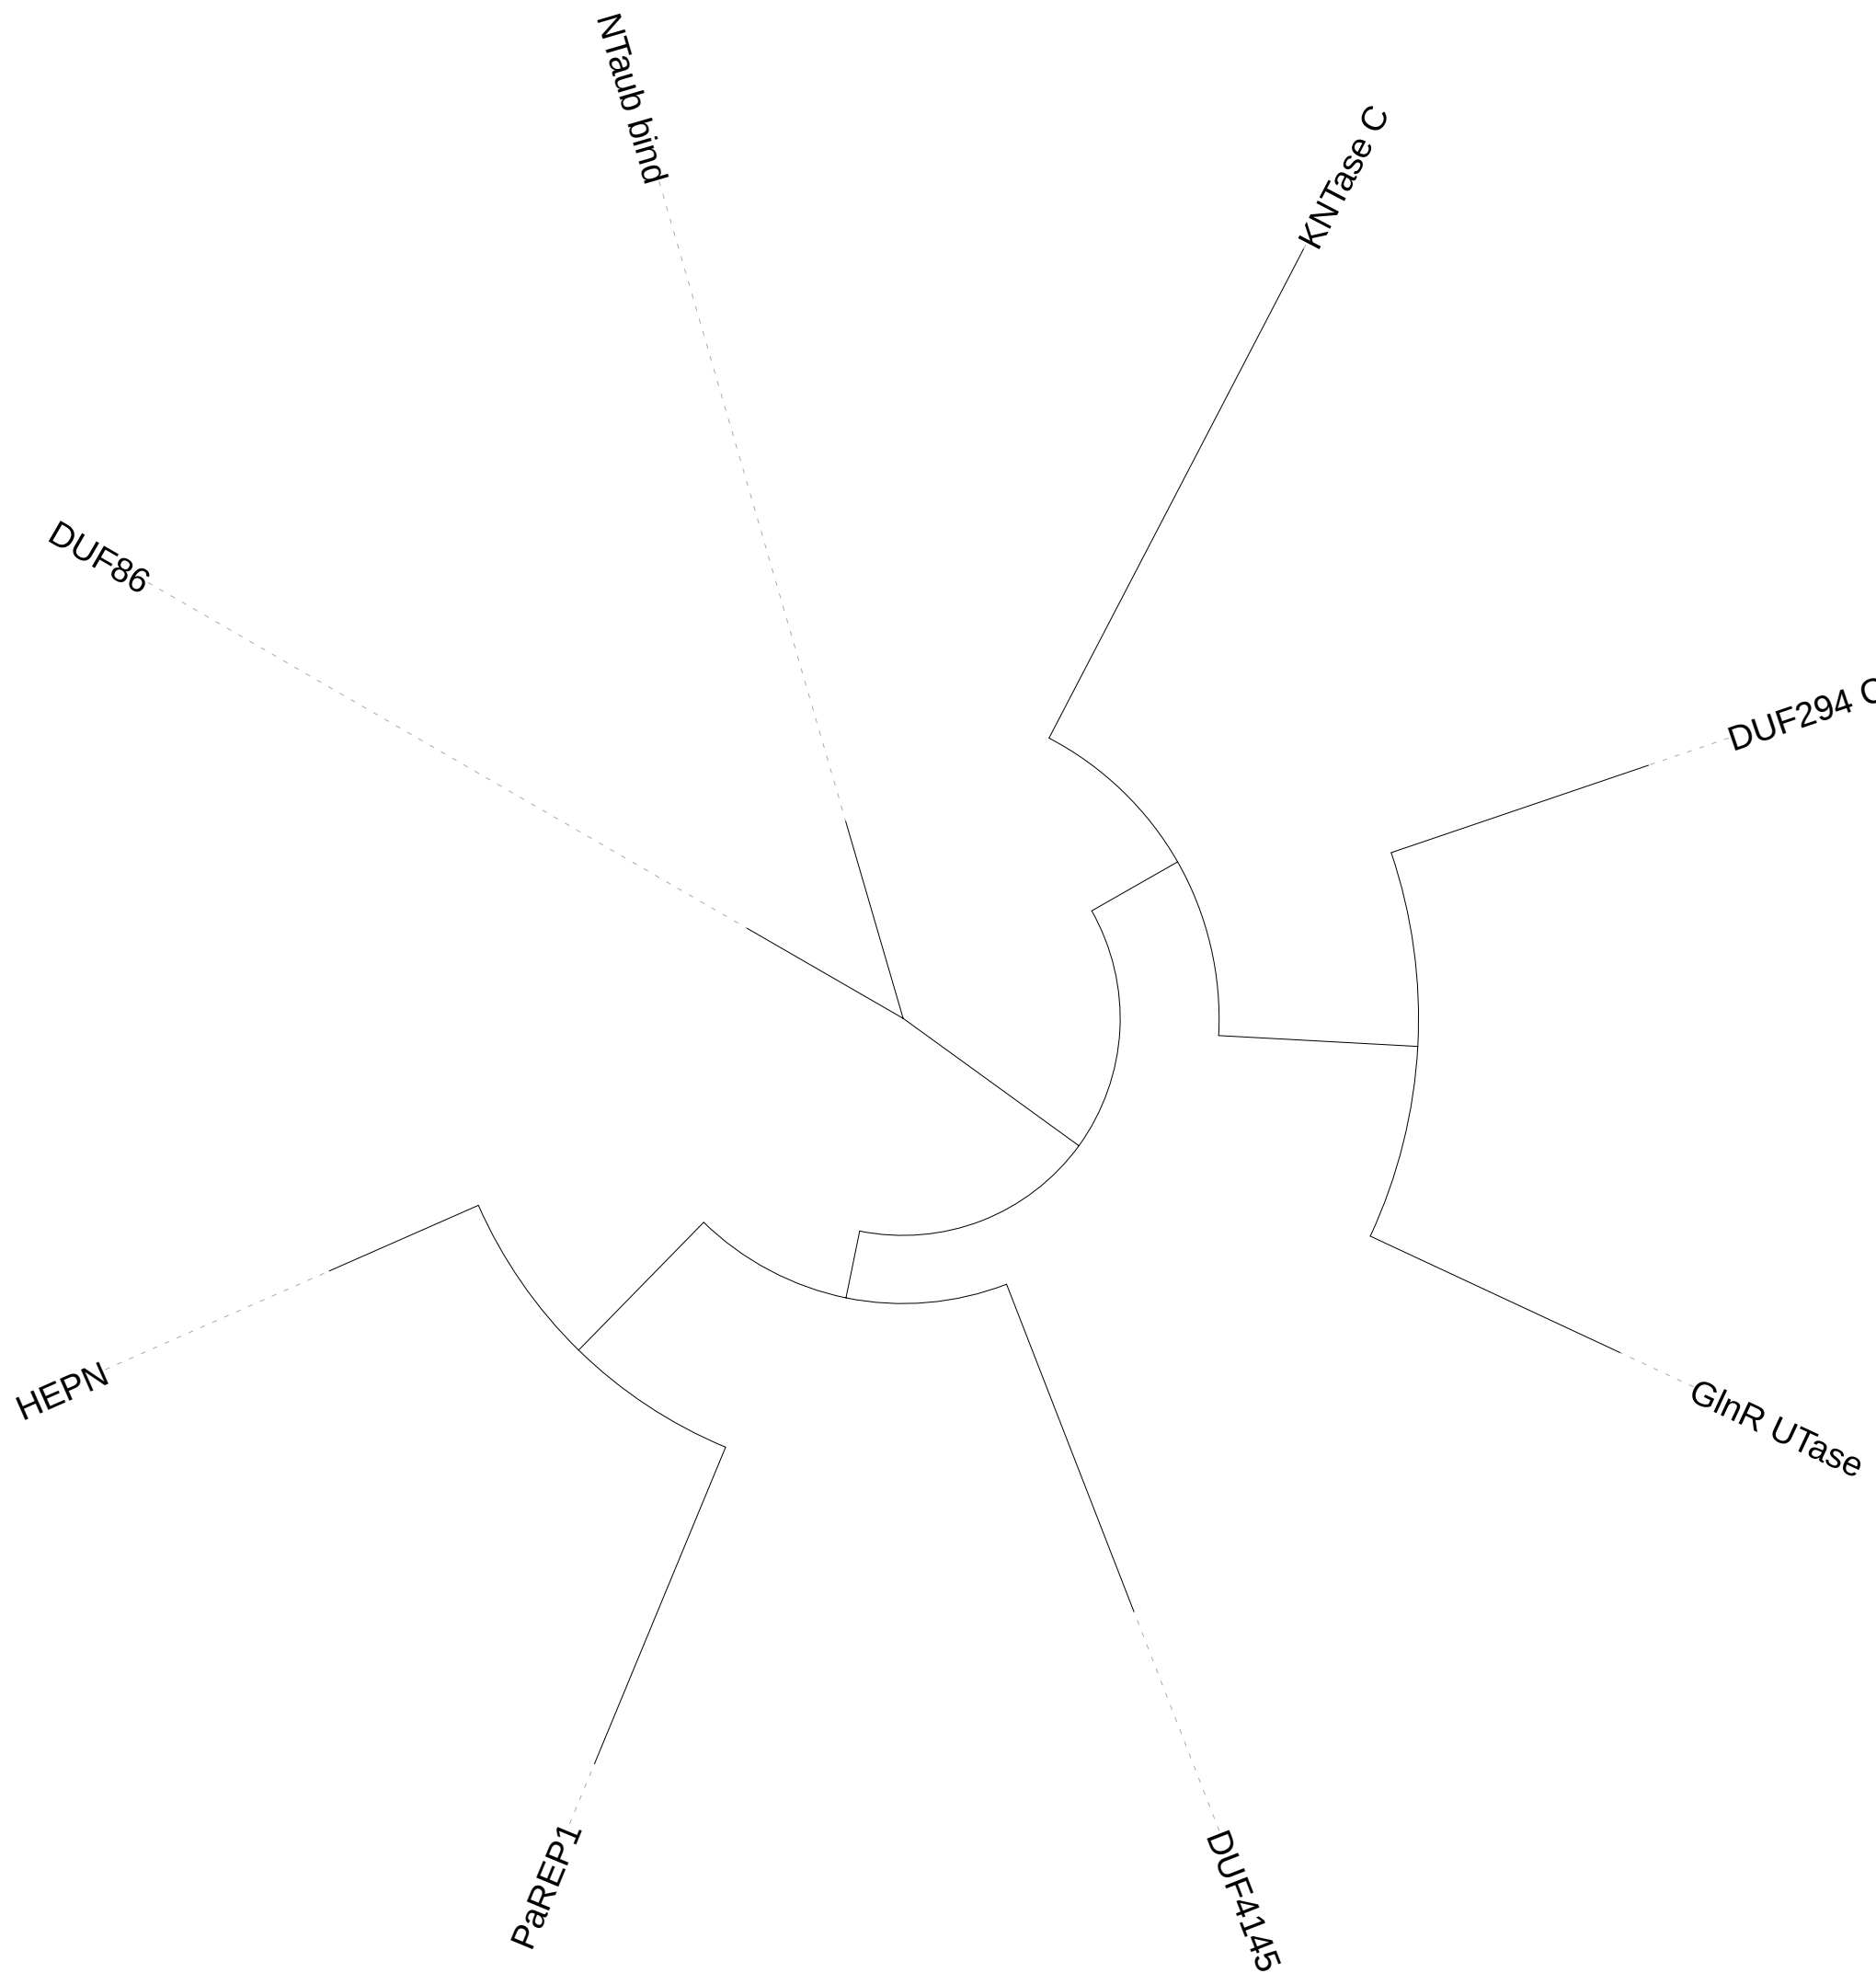 NTaub bind
KNTase C
DUF86
DUF294 C
HEPN
GlnR UTase
PaREP1
DUF4145